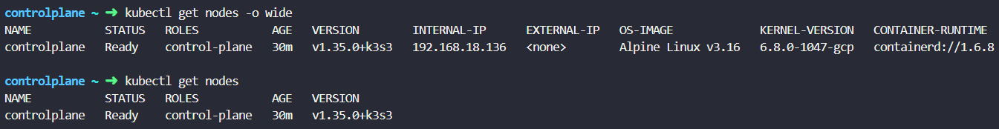 controlplane ~ ➜ kubectl get nodes -o wide
NAME           STATUS   ROLES           AGE   VERSION        INTERNAL-IP      EXTERNAL-IP   OS-IMAGE             KERNEL-VERSION   CONTAINER-RUNTIME
controlplane   Ready    control-plane   30m   v1.35.0+k3s3   192.168.18.136   <none>        Alpine Linux v3.16   6.8.0-1047-gcp   containerd://1.6.8
controlplane ~ ➜ kubectl get nodes
NAME           STATUS   ROLES           AGE   VERSION
controlplane   Ready    control-plane   30m   v1.35.0+k3s3